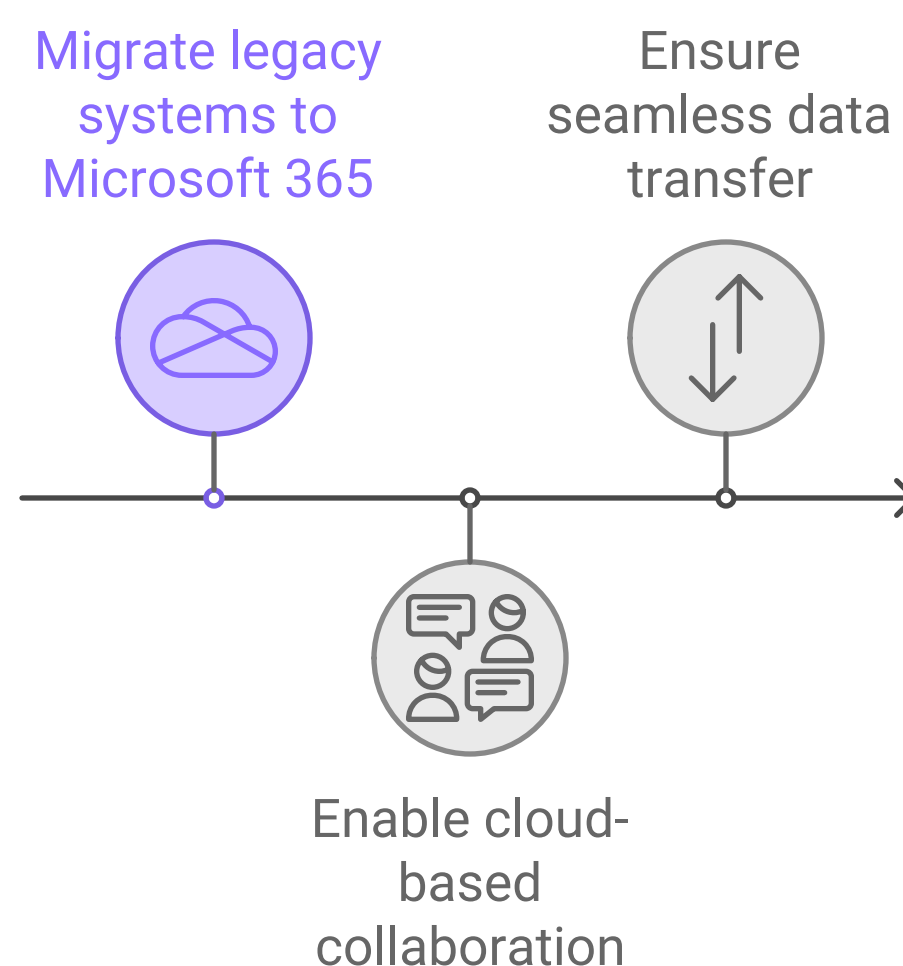 Migrate legacy
systems to
Microsoft 365
Ensure
seamless data
transfer
Enable cloud-
based
collaboration